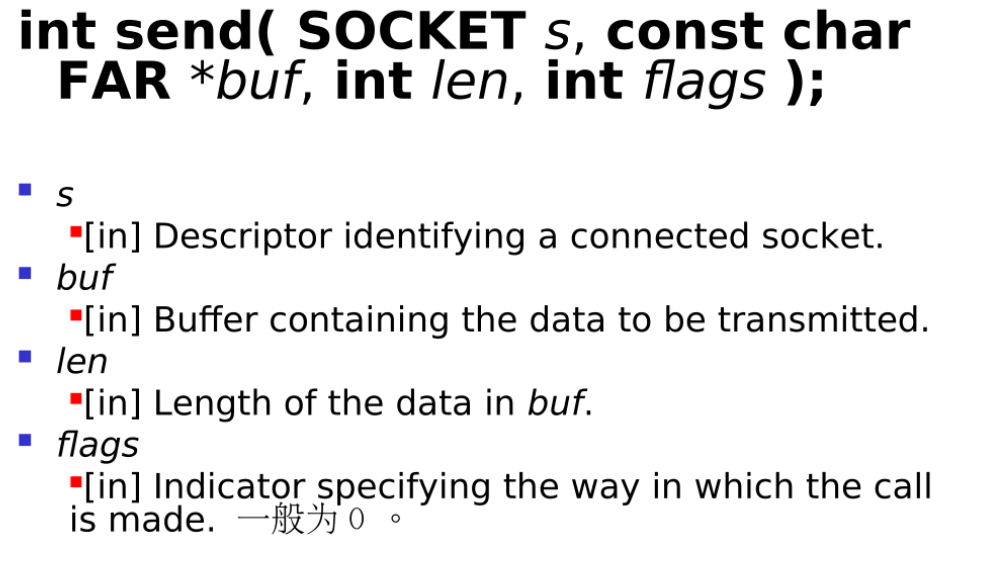 int send( SOCKET s, const char
FAR *buf, int len, int flags );
s
[in] Descriptor identifying a connected socket.
buf
[in] Buffer containing the data to be transmitted.
len
[in] Length of the data in buf.
flags
[in] Indicator specifying the way in which the call
is made. 一般为０。